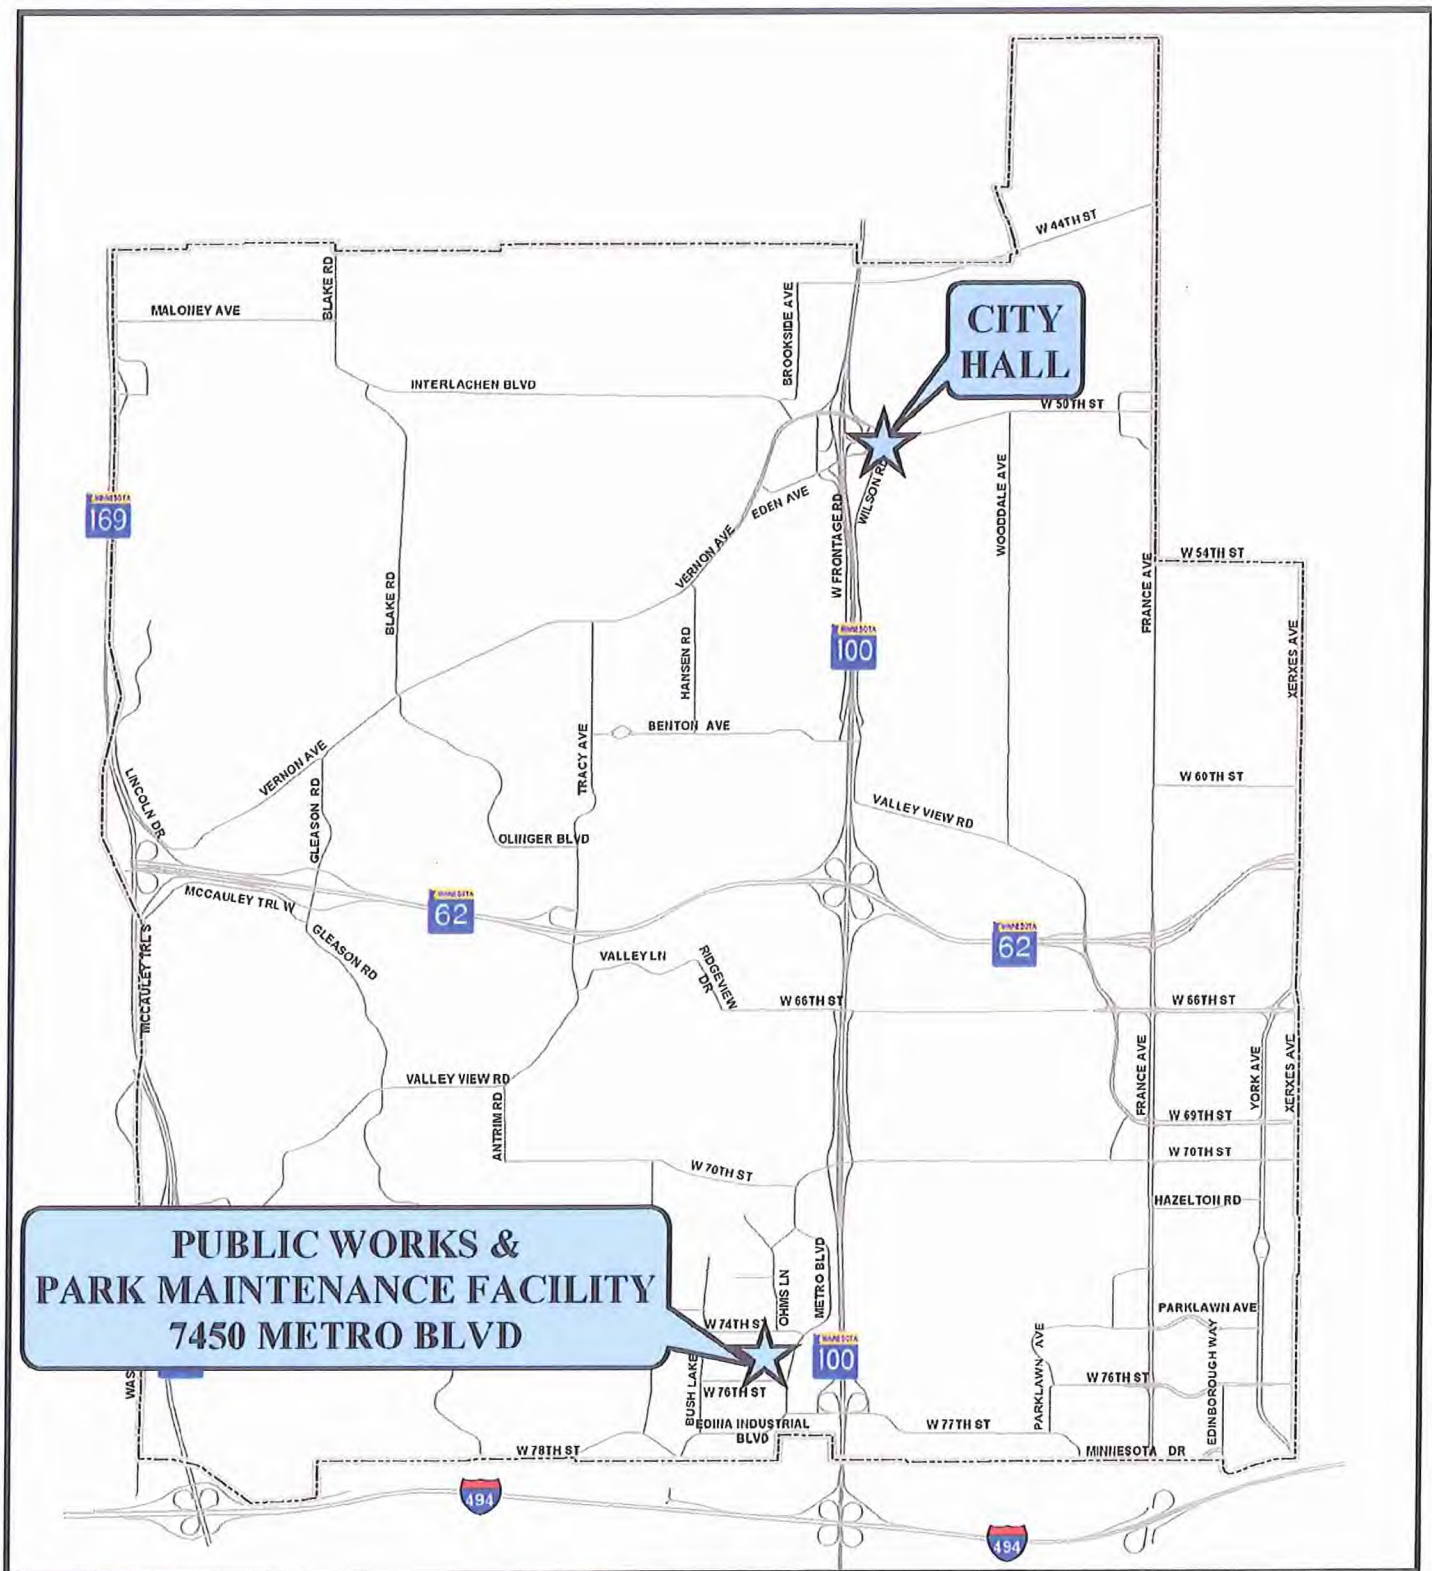 W 44TH ST
BLAKE RD
MALONEY AVE
BROOKSIDE AVE
CITY
HALL
INTERLACHEN BLVD
W 50TH ST
MINNESOTA
169
EDEN AVE
WILSON RD
WOODDALE AVE
W FRONTAGE RD
VERNON AVE
W 54TH ST
FRANCE AVE
BLAKE RD
HANSEN RD
MINNESOTA
100
XERXES AVE
BENTON AVE
TRACY AVE
VERNON AVE
LINCOLN DR
GLEASON RD
W 60TH ST
VALLEY VIEW RD
OLINGER BLVD
MCCAULEY TRL W
MINNESOTA
62
MINNESOTA
62
GLEASON RD
MCCAULEY TRL S
VALLEY LN
RIDGEVIEW
DR
W 66TH ST
W 66TH ST
VALLEY VIEW RD
ANTRIM RD
FRANCE AVE
YORK AVE
XERXES AVE
W 69TH ST
W 70TH ST
W 70TH ST
HAZELTON RD
PUBLIC WORKS &
PARK MAINTENANCE FACILITY
7450 METRO BLVD
OHMS LN
METRO BLVD
W 74TH ST
MINNESOTA
100
PARKLAWN AVE
PARKLAWN AVE
EDINBOROUGH WAY
WAS
BUSH LAKE
W 76TH ST
W 76TH ST
EDINA INDUSTRIAL
BLVD
W 77TH ST
W 78TH ST
MINNESOTA DR
494
494